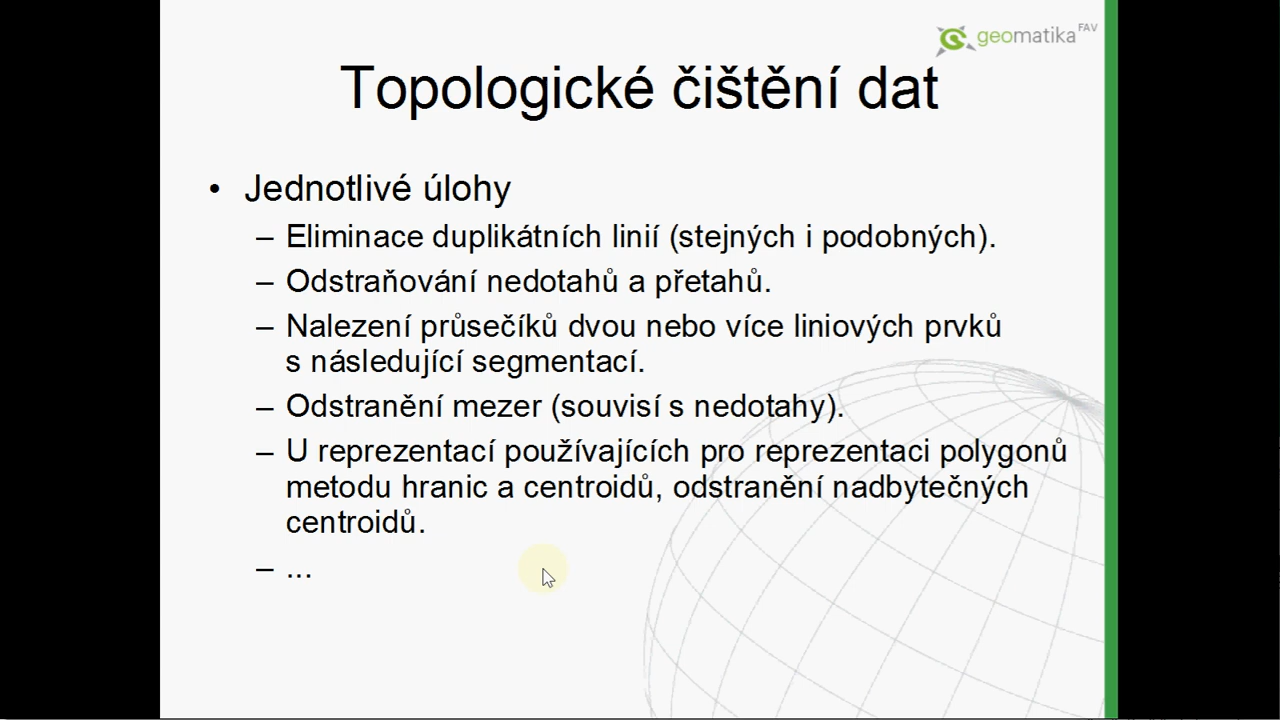 geomatika FAV
Topologické čištění dat
• Jednotlivé úlohy
– Eliminace duplikátních linií (stejných i podobných).
– Odstraňování nedotahů a přetahů.
– Nalezení průsečíků dvou nebo více liniových prvků
s následující segmentací.
– Odstranění mezer (souvisí s nedotahy).
– U reprezentací používajících pro reprezentaci polygonů
metodu hranic a centroidů, odstranění nadbytečných
centroidů.
– ...